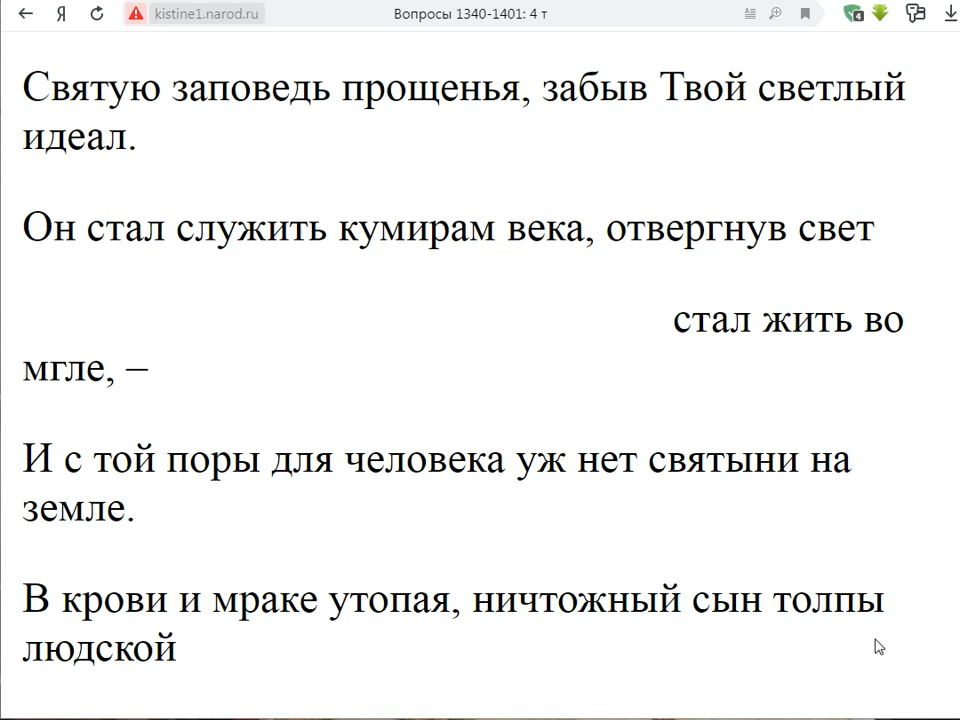 kistine1.narod.ru
Вопросы 1340-1401: 4 т
4
Святую заповедь прощенья, забыв Твой светлый
идеал.
Он стал служить кумирам века, отвергнув свет
стал жить во
мгле, –
И с той поры для человека уж нет святыни на
земле.
В крови и мраке утопая, ничтожный сын толпы
людской